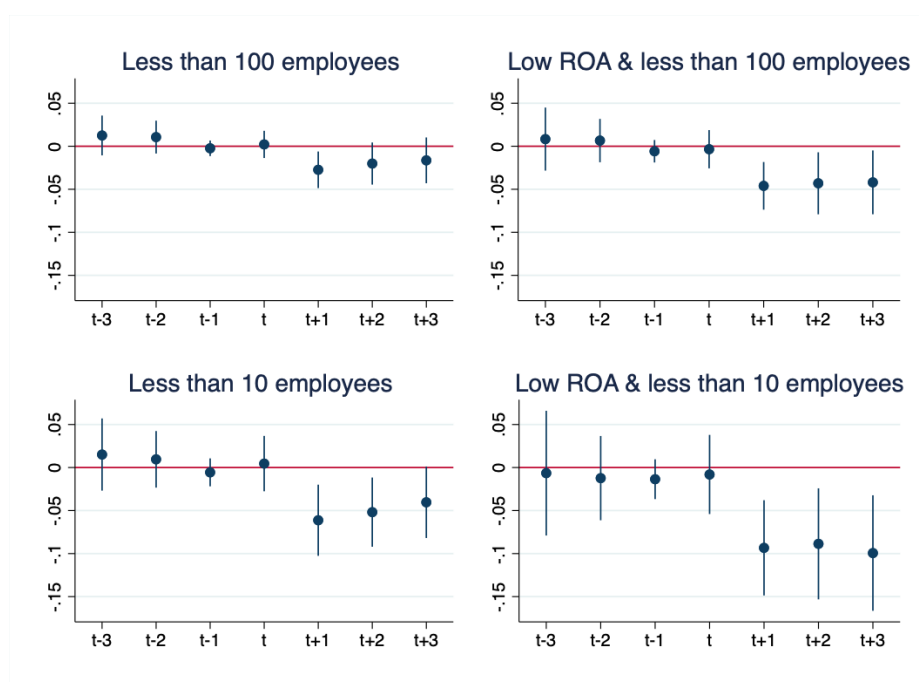 Less than 100 employees
.05
0
-.05
-.1
-.15
t-3 t-2 t-1 t t+1 t+2 t+3
Low ROA & less than 100 employees
.05
0
-.05
-.1
-.15
t-3 t-2 t-1 t t+1 t+2 t+3
Less than 10 employees
.05
0
-.05
-.1
-.15
t-3 t-2 t-1 t t+1 t+2 t+3
Low ROA & less than 10 employees
.05
0
-.05
-.1
-.15
t-3 t-2 t-1 t t+1 t+2 t+3